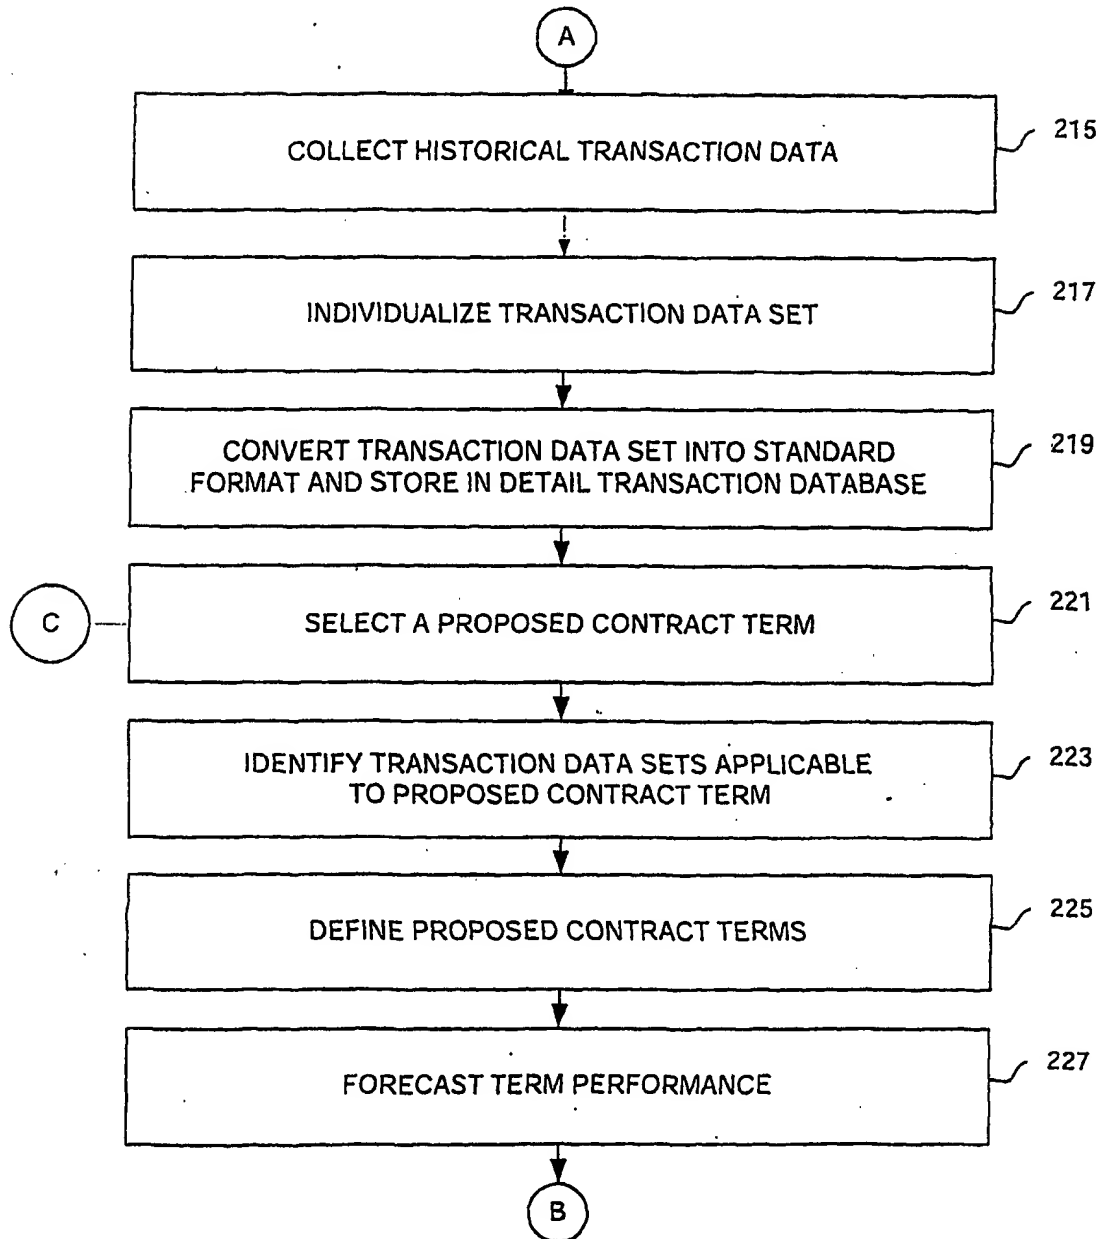 A
COLLECT HISTORICAL TRANSACTION DATA
215
INDIVIDUALIZE TRANSACTION DATA SET
217
CONVERT TRANSACTION DATA SET INTO STANDARD
FORMAT AND STORE IN DETAIL TRANSACTION DATABASE
219
C
SELECT A PROPOSED CONTRACT TERM
221
IDENTIFY TRANSACTION DATA SETS APPLICABLE
TO PROPOSED CONTRACT TERM
223
DEFINE PROPOSED CONTRACT TERMS
225
FORECAST TERM PERFORMANCE
227
B